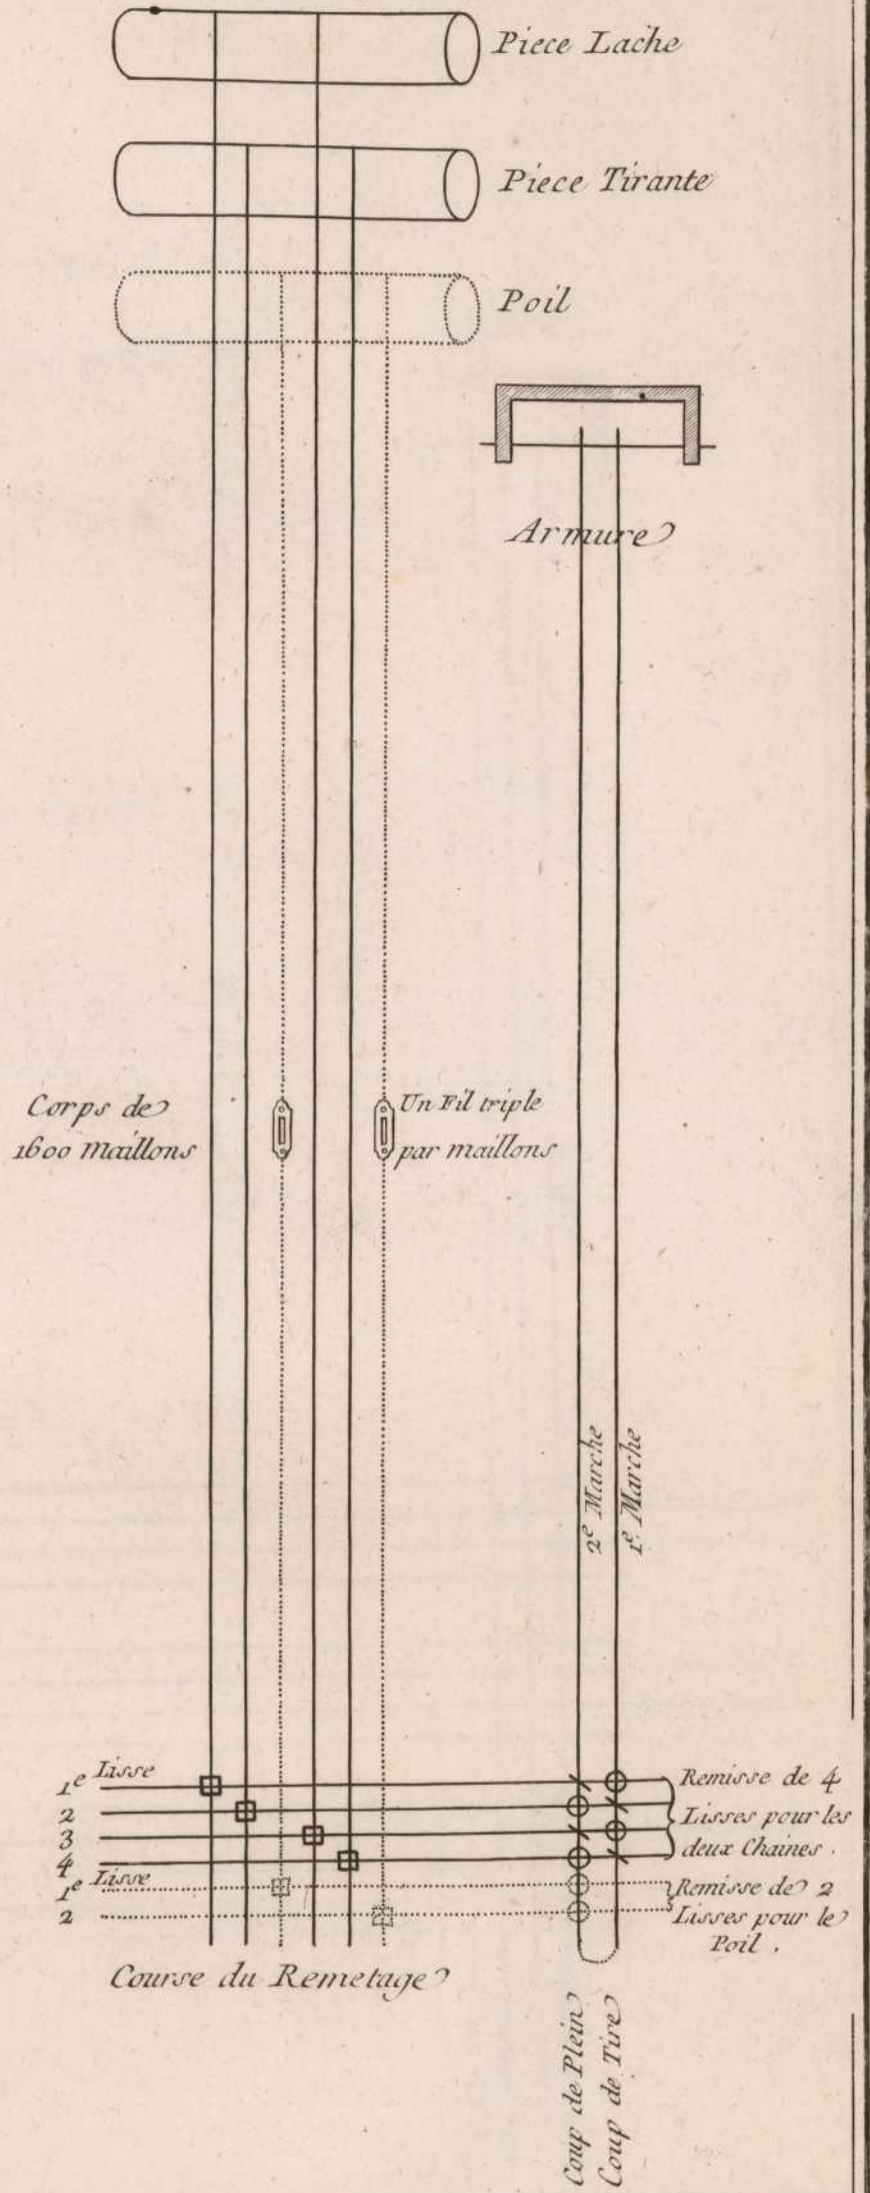 Piece Lache
Piece Tirante
Poil
Armure
Corps de
1600 Maillons
Un Fil triple
par maillons
2e Marche
1e Marche
1e Lisse
2
3
4
1e Lisse
2
Remisse de 4
Lisses pour les
deux Chaines.
Remisse de 2
Lisses pour le
Poil.
Course du Remetage
Coup de Plein
Coup de Tire